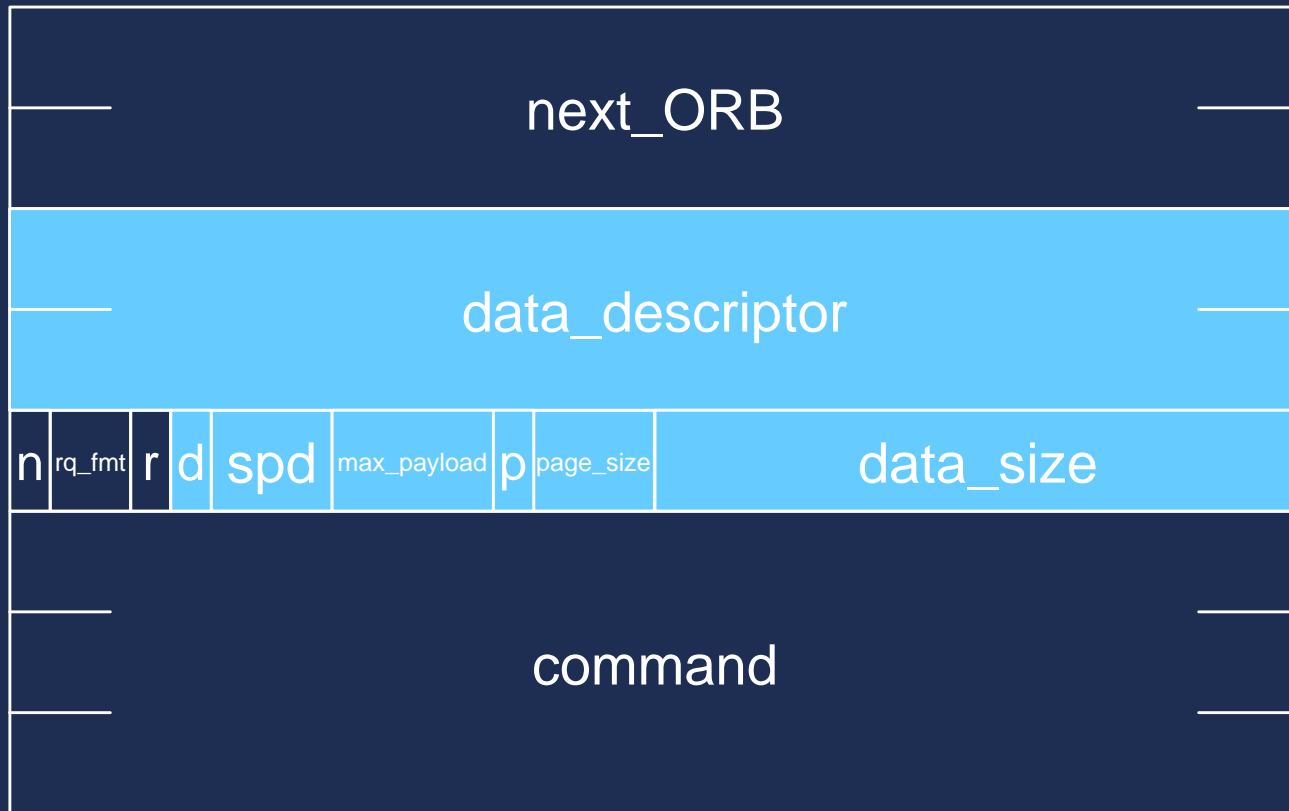 next_ORB
data_descriptor
n rq_fmt r d spd max_payload p page_size data_size
command